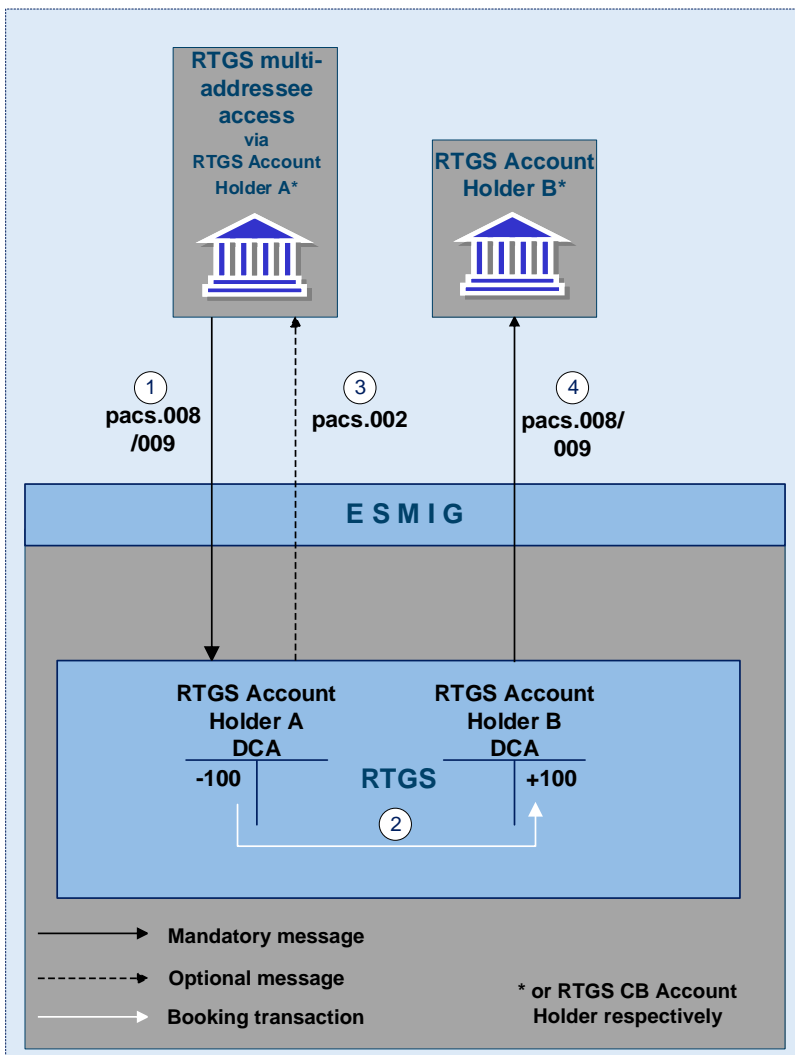 RTGS multi-
addressee
access
via
RTGS Account
Holder A*
RTGS Account
Holder B*
1
pacs.008
/009
3
pacs.002
4
pacs.008/
009
ESMIG
RTGS Account
Holder A
DCA
-100
RTGS Account
Holder B
DCA
+100
RTGS
2
Mandatory message
Optional message
Booking transaction
* or RTGS CB Account
Holder respectively